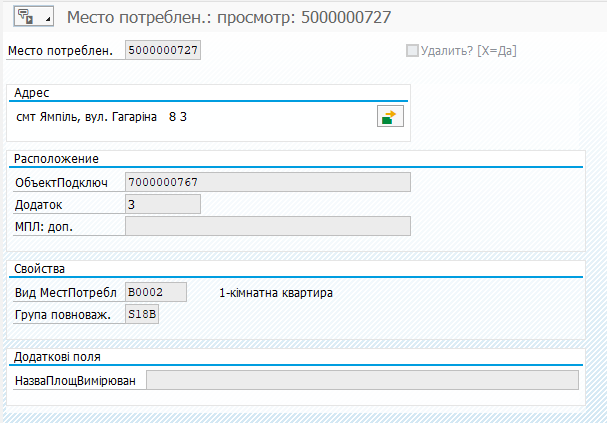 Место потреблен.: просмотр: 5000000727
Место потреблен. 5000000727 Удалить? [X=Да]
Адрес
смт Ямпіль, вул. Гагаріна 8 3
Расположение
ОбъектПодключ 7000000767
Додаток 3
МПЛ: доп.
Свойства
Вид МестПотребл B0002 1-кімнатна квартира
Група повноваж. S18B
Додаткові поля
НазваПлощВимірюван